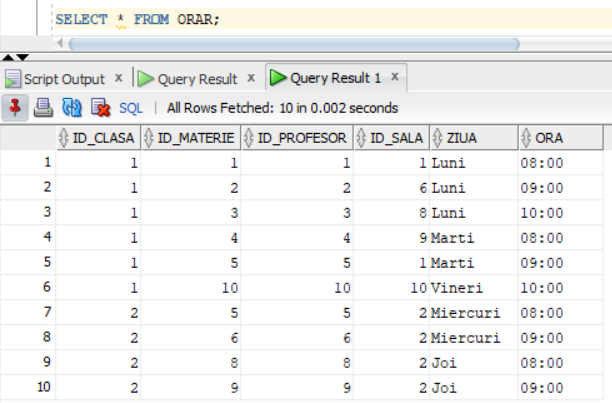 SELECT * FROM ORAR;
Script Output x Query Result x Query Result 1 x
SQL | All Rows Fetched: 10 in 0.002 seconds
ID_CLASA ID_MATERIE ID_PROFESOR ID_SALA ZIUA ORA
1 1 1 1 1 Luni 08:00
2 1 2 2 6 Luni 09:00
3 1 3 3 8 Luni 10:00
4 1 4 4 9 Marti 08:00
5 1 5 5 1 Marti 09:00
6 1 10 10 10 Vineri 10:00
7 2 5 5 2 Miercuri 08:00
8 2 6 6 2 Miercuri 09:00
9 2 8 8 2 Joi 08:00
10 2 9 9 2 Joi 09:00